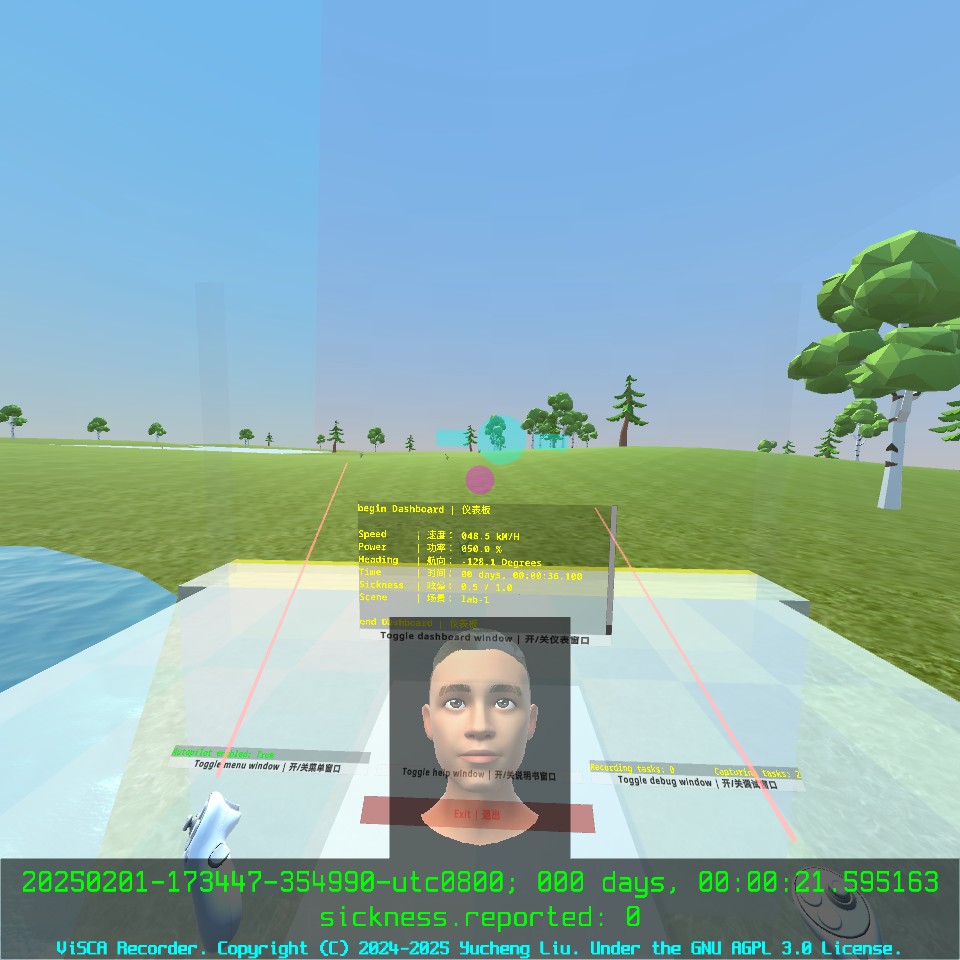 begin Dashboard | 仪表板
Speed | 速度: 048.5 kM/H
Power | 功率: 050.0 %
Heading | 航向: -128.1 Degrees
Time | 时间: 00 days, 00:00:36.100
Sickness | 眩晕: 0.5 / 1.0
Scene | 场景: lab-1
end Dashboard | 仪表板
Toggle dashboard window | 开/关仪表窗口
Autopilot enabled: True
Toggle menu window | 开/关菜单窗口
Toggle help window | 开/关说明书窗口
Recording tasks: 0 Capturing tasks: 2
Toggle debug window | 开/关调试窗口
Exit | 退出
20250201-173447-354990-utc0800; 000 days, 00:00:21.595163
sickness.reported: 0
ViSCA Recorder. Copyright (C) 2024-2025 Yucheng Liu. Under the GNU AGPL 3.0 License.